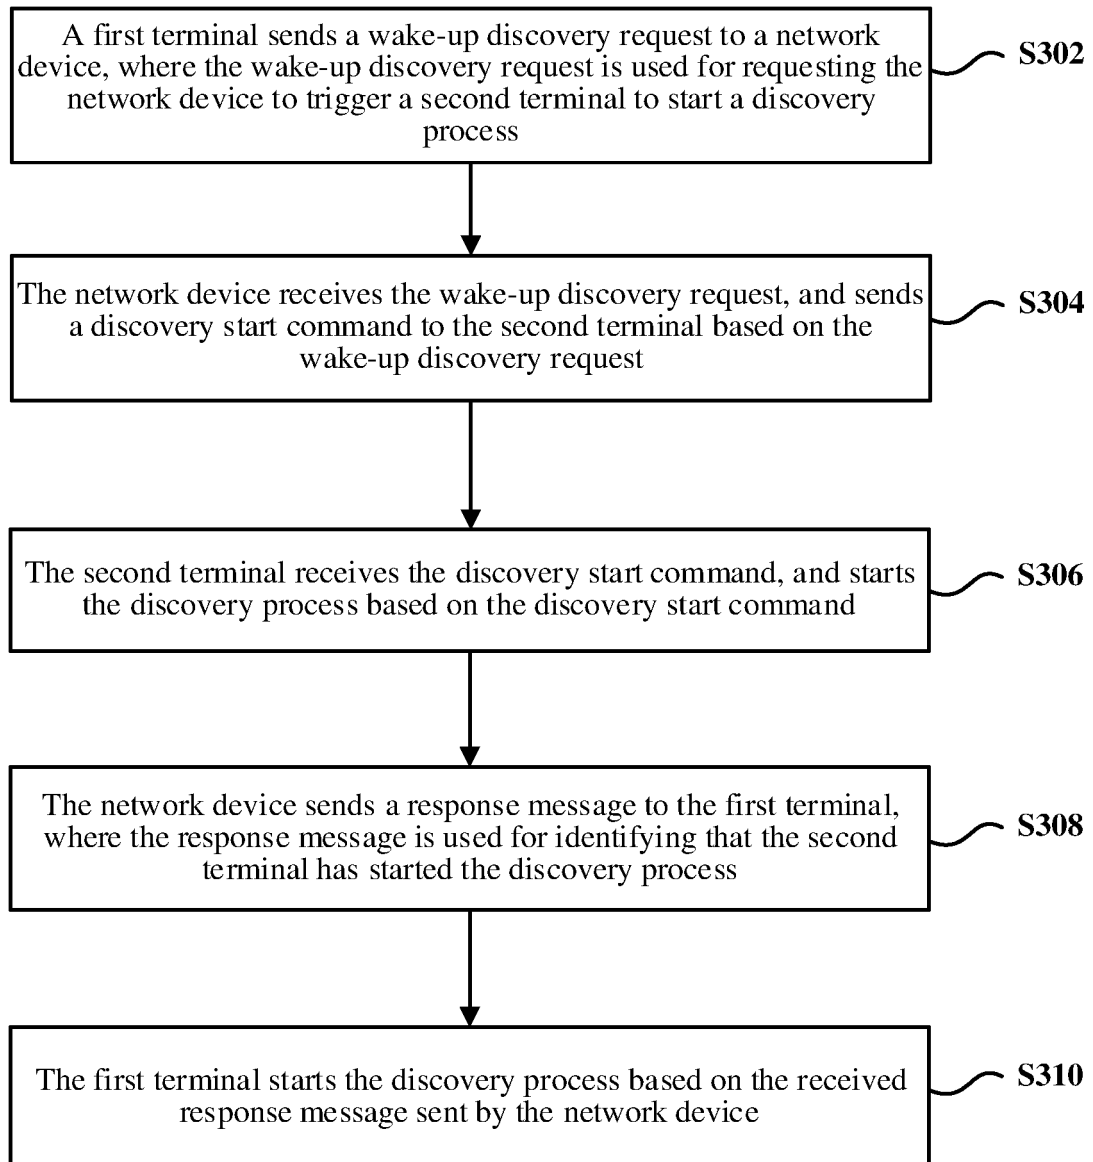 A first terminal sends a wake-up discovery request to a network
device, where the wake-up discovery request is used for requesting the
network device to trigger a second terminal to start a discovery
process
S302
The network device receives the wake-up discovery request, and sends
a discovery start command to the second terminal based on the
wake-up discovery request
S304
The second terminal receives the discovery start command, and starts
the discovery process based on the discovery start command
S306
The network device sends a response message to the first terminal,
where the response message is used for identifying that the second
terminal has started the discovery process
S308
The first terminal starts the discovery process based on the received
response message sent by the network device
S310